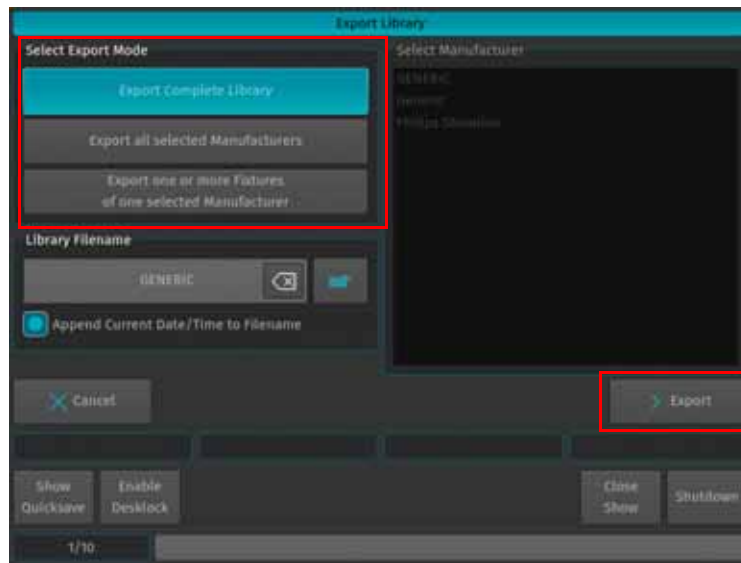 Export Library
Select Export Mode
Export Complete Library
Export all selected Manufacturers
Export one or more Fixtures
of one selected Manufacturer
Library Filename
GENERIC
Append Current Date/Time to Filename
Select Manufacturer
GENERIC
Generic
Cancel
Export
Show
Quicksave
Enable
Desklock
Close
Show
Shutdown
1/10